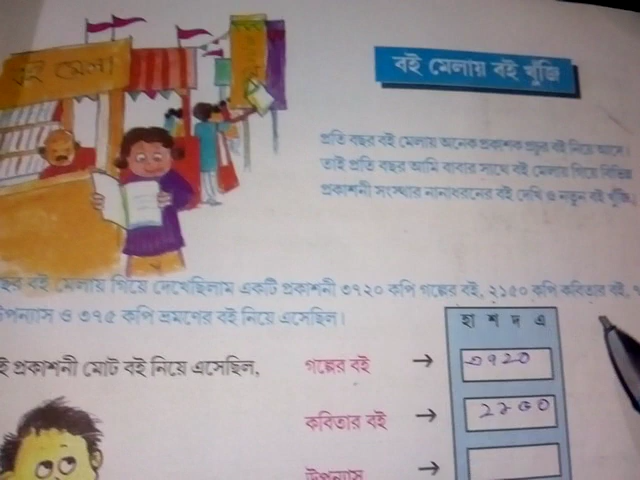 বই মেলা
বই মেলায় বই খুঁজি
প্রতি বছর বই মেলায় অনেক প্রকাশক প্রচুর বই নিয়ে আসে।
তাই প্রতি বছর আমি বাবার সাথে বই মেলায় গিয়ে বিভিন্ন
প্রকাশনী সংস্থার নানাধরনের বই দেখি ও নতুন বই খুঁজি।
বই মেলায় গিয়ে দেখেছিলাম একটি প্রকাশনী ৩৭২০ কপি গল্পের বই, ২১৫০ কপি কবিতার বই,
ও ৩৭৫ কপি ভ্রমণের বই নিয়ে এসেছিল।
হা শ দ এ
প্রকাশনী মোট বই নিয়ে এসেছিল,
গল্পের বই → ৩৭২০
কবিতার বই → ২১৫০
উপন্যাস →